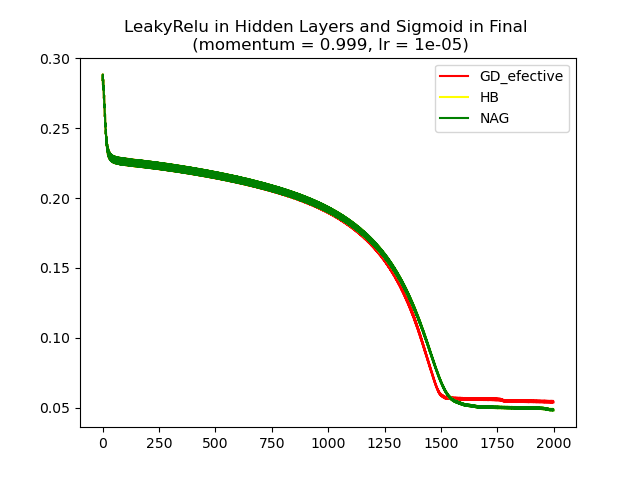 LeakyRelu in Hidden Layers and Sigmoid in Final
(momentum = 0.999, lr = 1e-05)
GD_efective
HB
NAG
0.30
0.25
0.20
0.15
0.10
0.05
0 250 500 750 1000 1250 1500 1750 2000